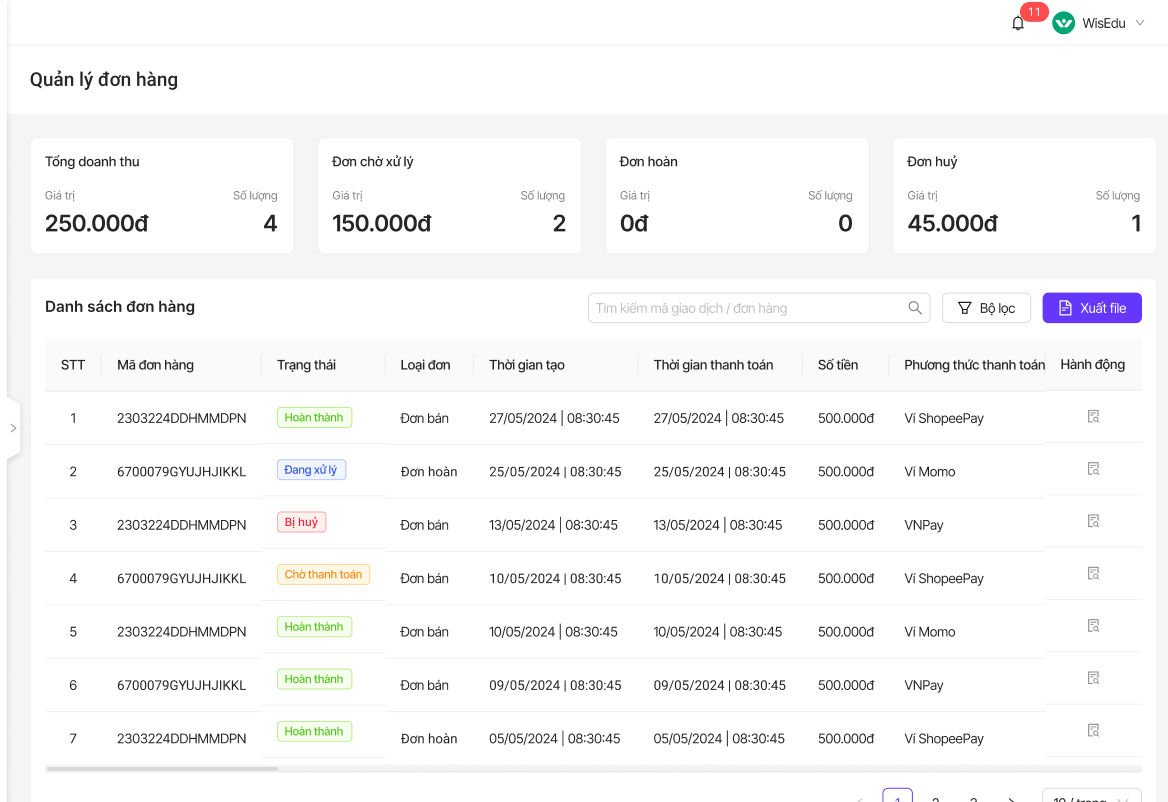 11
WisEdu
Quản lý đơn hàng
Tổng doanh thu
Giá trị Số lượng
250.000đ 4
Đơn chờ xử lý
Giá trị Số lượng
150.000đ 2
Đơn hoàn
Giá trị Số lượng
0đ 0
Đơn huỷ
Giá trị Số lượng
45.000đ 1
Danh sách đơn hàng
Tìm kiếm mã giao dịch / đơn hàng
Bộ lọc
Xuất file
STT Mã đơn hàng Trạng thái Loại đơn Thời gian tạo Thời gian thanh toán Số tiền Phương thức thanh toán Hành động
1 2303224DDHMMDPN Hoàn thành Đơn bán 27/05/2024 | 08:30:45 27/05/2024 | 08:30:45 500.000đ Ví ShopeePay
2 6700079GYUJHJIKKL Đang xử lý Đơn hoàn 25/05/2024 | 08:30:45 25/05/2024 | 08:30:45 500.000đ Ví Momo
3 2303224DDHMMDPN Bị huỷ Đơn bán 13/05/2024 | 08:30:45 13/05/2024 | 08:30:45 500.000đ VNPay
4 6700079GYUJHJIKKL Chờ thanh toán Đơn bán 10/05/2024 | 08:30:45 10/05/2024 | 08:30:45 500.000đ Ví ShopeePay
5 2303224DDHMMDPN Hoàn thành Đơn bán 10/05/2024 | 08:30:45 10/05/2024 | 08:30:45 500.000đ Ví Momo
6 6700079GYUJHJIKKL Hoàn thành Đơn bán 09/05/2024 | 08:30:45 09/05/2024 | 08:30:45 500.000đ VNPay
7 2303224DDHMMDPN Hoàn thành Đơn hoàn 05/05/2024 | 08:30:45 05/05/2024 | 08:30:45 500.000đ Ví ShopeePay
1 2 3 10 / trang